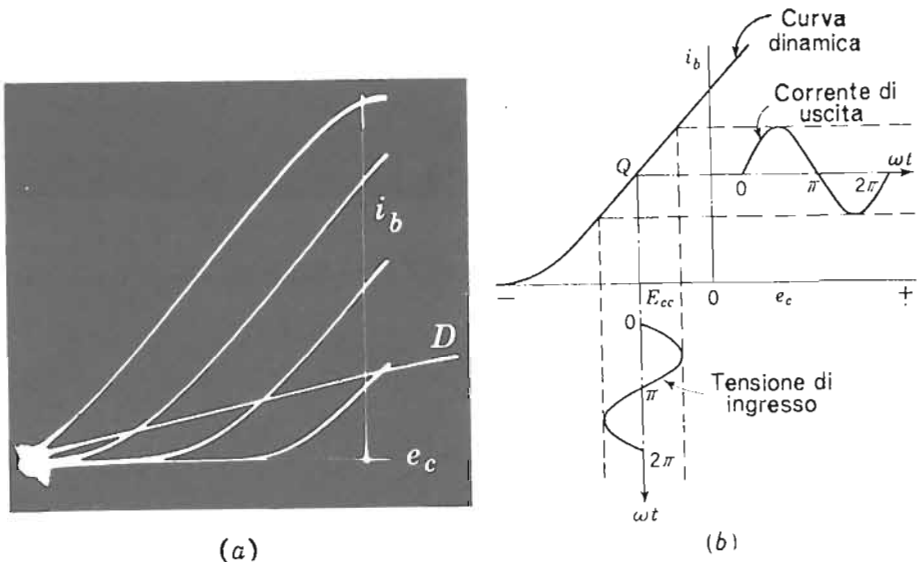 i_b
D
e_c
(a)
Curva
dinamica
i_b
Corrente di
uscita
Q
ωt
0
π
2π
−
E_cc
0
e_c
+
0
π
Tensione di
ingresso
2π
ωt
(b)